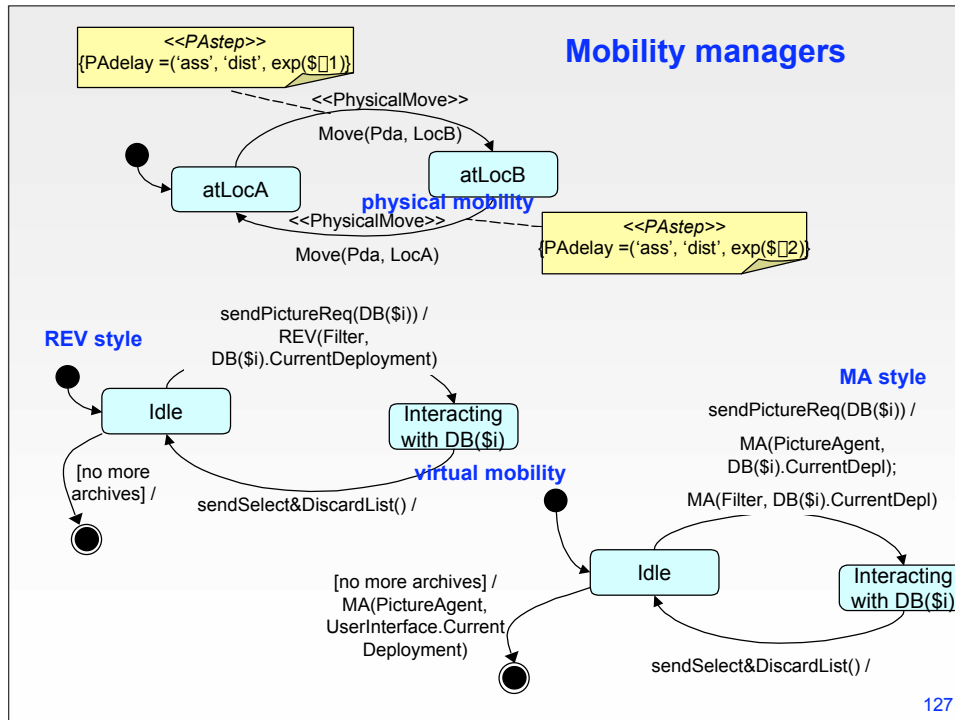 Mobility managers
<<PAstep>>
{PAdelay =(‘ass’, ‘dist’, exp($▯1)}
<<PhysicalMove>>
Move(Pda, LocB)
atLocA
atLocB
physical mobility
<<PhysicalMove>>
Move(Pda, LocA)
<<PAstep>>
{PAdelay =(‘ass’, ‘dist’, exp($▯2)}
REV style
sendPictureReq(DB($i)) /
REV(Filter,
DB($i).CurrentDeployment)
Idle
Interacting
with DB($i)
[no more
archives] /
sendSelect&DiscardList() /
virtual mobility
MA style
sendPictureReq(DB($i)) /
MA(PictureAgent,
DB($i).CurrentDepl);
MA(Filter, DB($i).CurrentDepl)
Idle
Interacting
with DB($i)
[no more archives] /
MA(PictureAgent,
UserInterface.Current
Deployment)
sendSelect&DiscardList() /
127